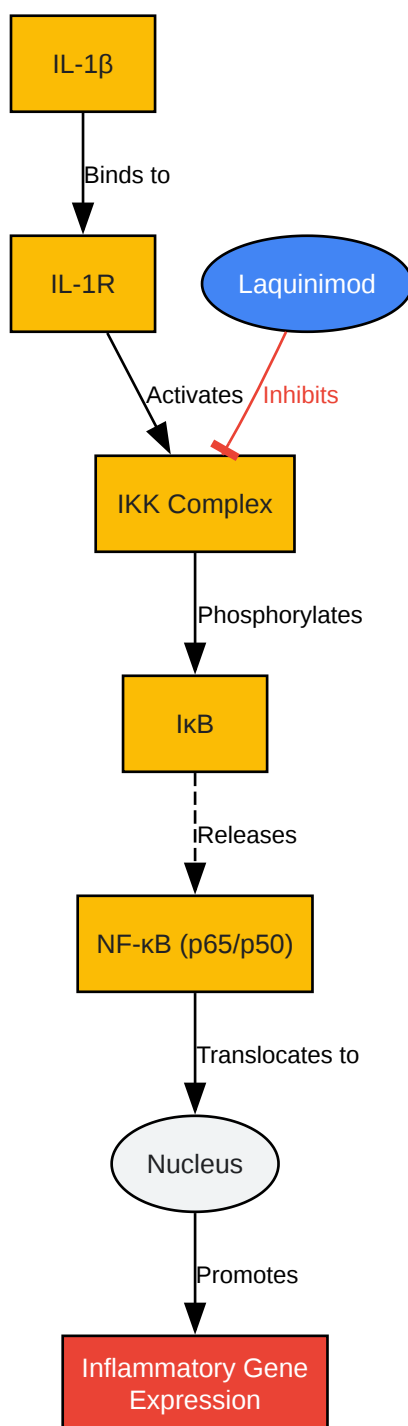 IL-1β
Binds to
IL-1R
Laquinimod
Activates
Inhibits
IKK Complex
Phosphorylates
IκB
Releases
NF-κB (p65/p50)
Translocates to
Nucleus
Promotes
Inflammatory Gene
Expression